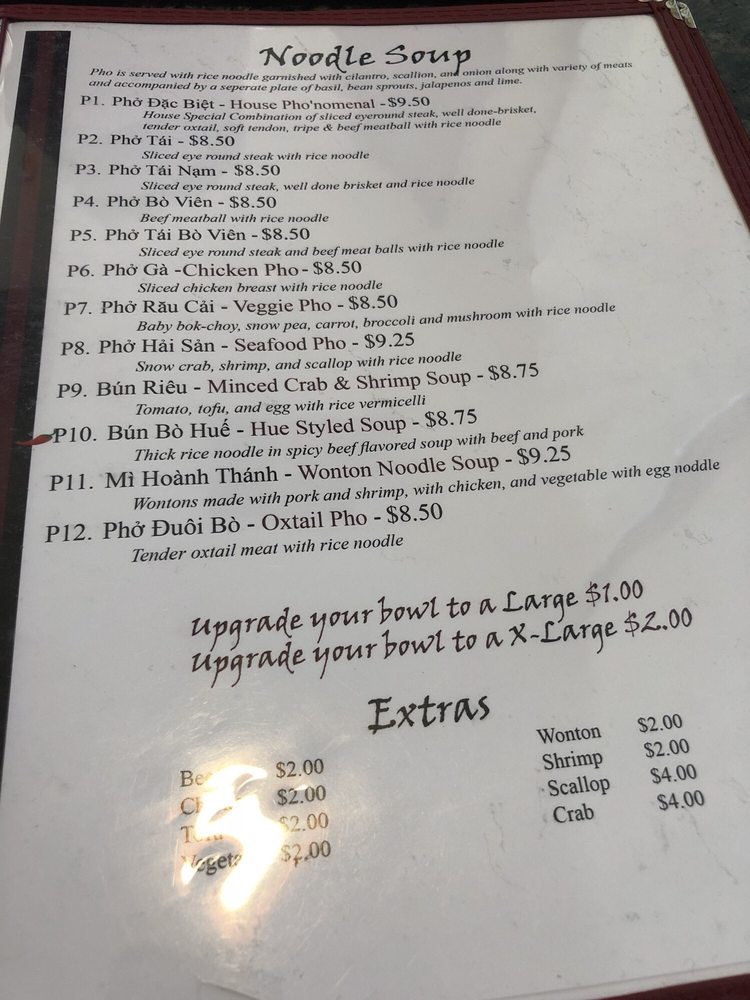 Noodle Soup
Pho is served with rice noodle garnished with cilantro, scallion, and onion along with variety of meats
and accompanied by a seperate plate of basil, bean sprouts, jalapenos and lime.
P1. Phở Đặc Biệt - House Pho'nomenal - $9.50
House Special Combination of sliced eyeround steak, well done-brisket,
tender oxtail, soft tendon, tripe & beef meatball with rice noodle
P2. Phở Tái - $8.50
Sliced eye round steak with rice noodle
P3. Phở Tái Nạm - $8.50
Sliced eye round steak, well done brisket and rice noodle
P4. Phở Bò Viên - $8.50
Beef meatball with rice noodle
P5. Phở Tái Bò Viên - $8.50
Sliced eye round steak and beef meat balls with rice noodle
P6. Phở Gà -Chicken Pho - $8.50
Sliced chicken breast with rice noodle
P7. Phở Rău Cải - Veggie Pho - $8.50
Baby bok-choy, snow pea, carrot, broccoli and mushroom with rice noodle
P8. Phở Hải Sản - Seafood Pho - $9.25
Snow crab, shrimp, and scallop with rice noodle
P9. Bún Riêu - Minced Crab & Shrimp Soup - $8.75
Tomato, tofu, and egg with rice vermicelli
P10. Bún Bò Huế - Hue Styled Soup - $8.75
Thick rice noodle in spicy beef flavored soup with beef and pork
P11. Mì Hoành Thánh - Wonton Noodle Soup - $9.25
Wontons made with pork and shrimp, with chicken, and vegetable with egg noddle
P12. Phở Đuôi Bò - Oxtail Pho - $8.50
Tender oxtail meat with rice noodle
Upgrade your bowl to a Large $1.00
Upgrade your bowl to a X-Large $2.00
Extras
$2.00
$2.00
$2.00
$2.00
Wonton $2.00
Shrimp $2.00
Scallop $4.00
Crab $4.00